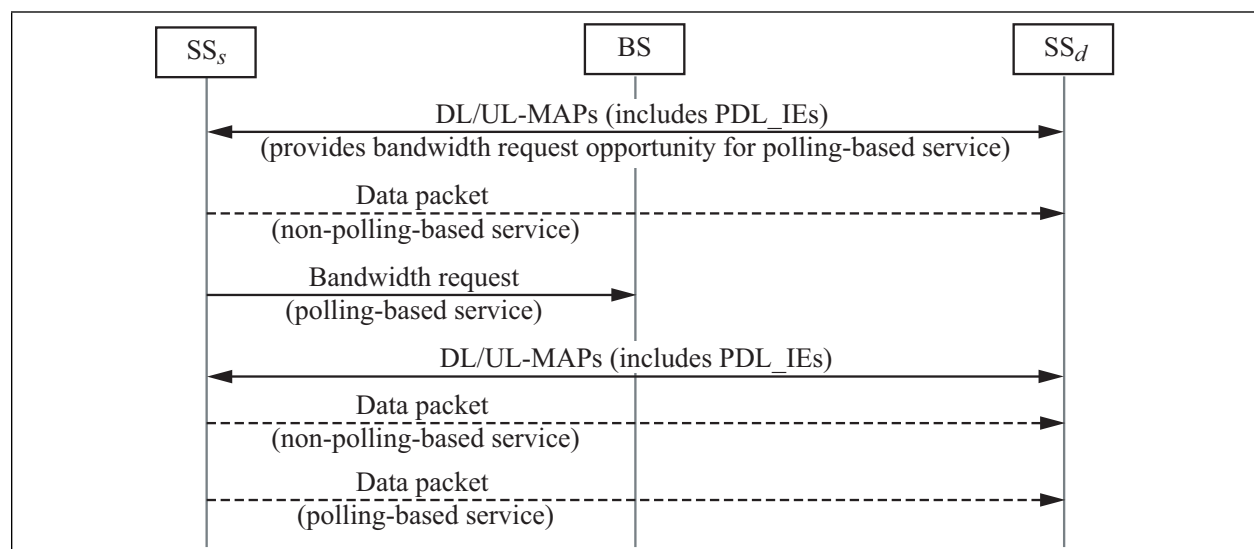 SSs BS SSd
DL/UL-MAPs (includes PDL_IEs)
(provides bandwidth request opportunity for polling-based service)
Data packet
(non-polling-based service)
Bandwidth request
(polling-based service)
DL/UL-MAPs (includes PDL_IEs)
Data packet
(non-polling-based service)
Data packet
(polling-based service)